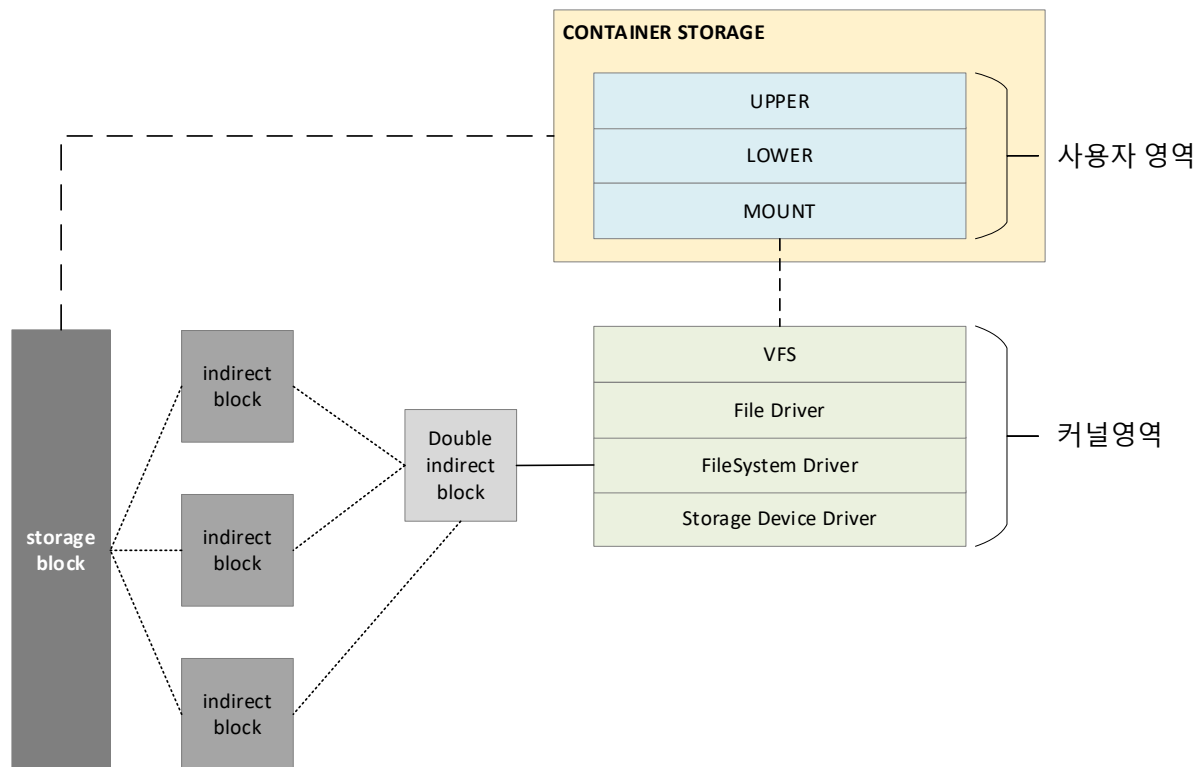 CONTAINER STORAGE
UPPER
LOWER
MOUNT
사용자 영역
VFS
File Driver
FileSystem Driver
Storage Device Driver
커널영역
storage
block
indirect
block
indirect
block
indirect
block
Double
indirect
block